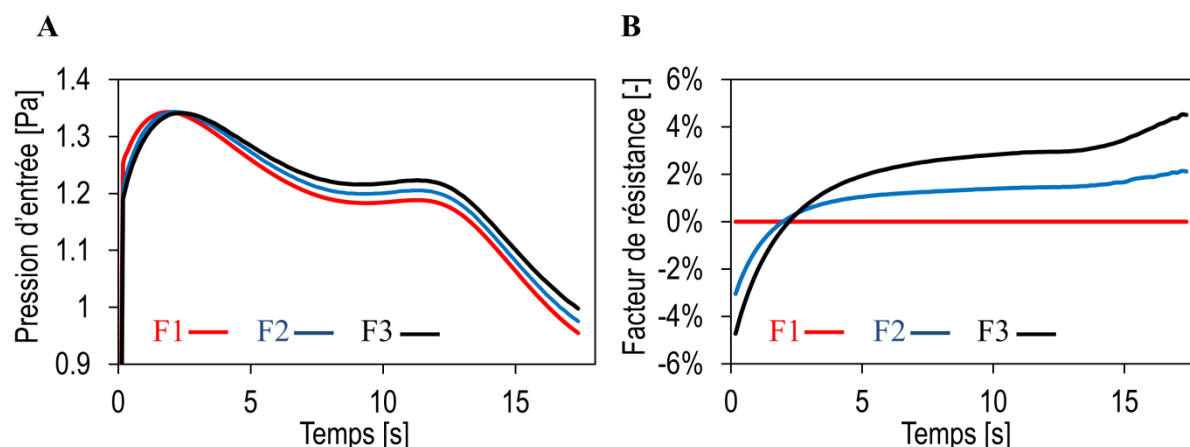 A
Pression d'entrée [Pa]
1.4
1.3
1.2
1.1
1
0.9
F1
F2
F3
0
5
10
15
Temps [s]
B
Facteur de résistance [-]
6%
4%
2%
0%
-2%
-4%
-6%
F1
F2
F3
0
5
10
15
Temps [s]